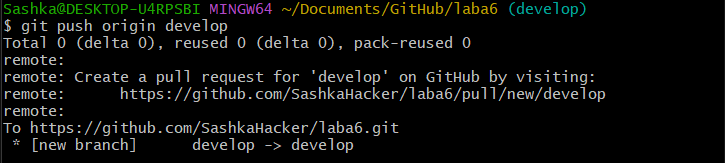 Sashka@DESKTOP-U4RPSBI MINGW64 ~/Documents/GitHub/laba6 (develop)
$ git push origin develop
Total 0 (delta 0), reused 0 (delta 0), pack-reused 0
remote:
remote: Create a pull request for 'develop' on GitHub by visiting:
remote:      https://github.com/SashkaHacker/laba6/pull/new/develop
remote:
To https://github.com/SashkaHacker/laba6.git
 * [new branch]      develop -> develop